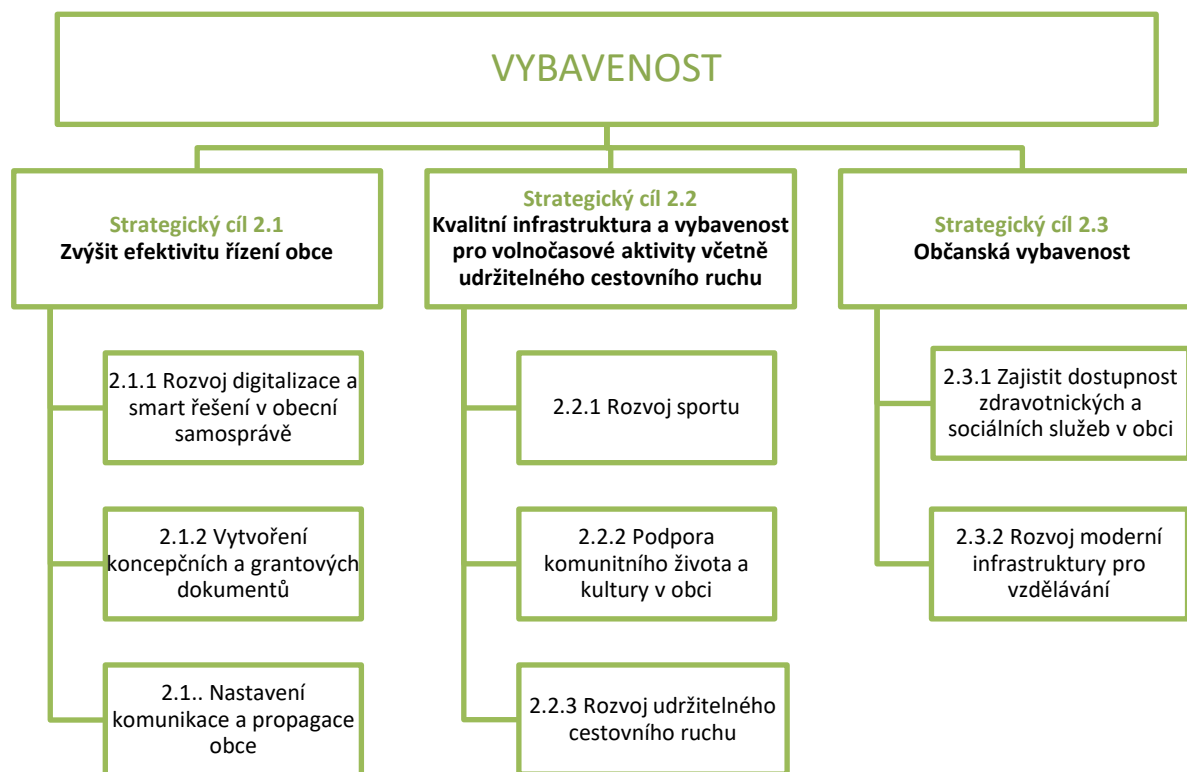 VYBAVENOST
Strategický cíl 2.1
Zvýšit efektivitu řízení obce
2.1.1 Rozvoj digitalizace a
smart řešení v obecní
samosprávě
2.1.2 Vytvoření
koncepčních a grantových
dokumentů
2.1.. Nastavení
komunikace a propagace
obce
Strategický cíl 2.2
Kvalitní infrastruktura a vybavenost
pro volnočasové aktivity včetně
udržitelného cestovního ruchu
2.2.1 Rozvoj sportu
2.2.2 Podpora
komunitního života a
kultury v obci
2.2.3 Rozvoj udržitelného
cestovního ruchu
Strategický cíl 2.3
Občanská vybavenost
2.3.1 Zajistit dostupnost
zdravotnických a
sociálních služeb v obci
2.3.2 Rozvoj moderní
infrastruktury pro
vzdělávání